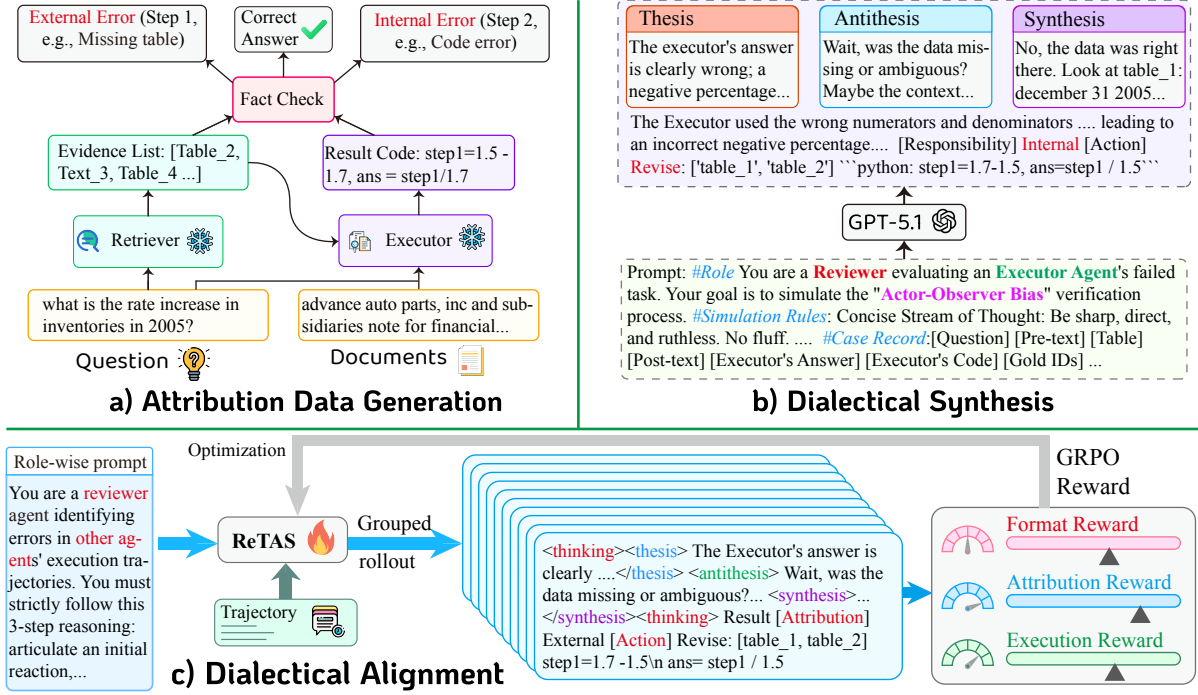 External Error (Step 1,
e.g., Missing table)
Correct
Answer
Internal Error (Step 2,
e.g., Code error)
Fact Check
Evidence List: [Table_2,
Text_3, Table_4 ...]
Result Code: step1=1.5 -
1.7, ans = step1/1.7
Retriever
Executor
what is the rate increase in
inventories in 2005?
advance auto parts, inc and sub-
sidiaries note for financial...
Question
Documents
a) Attribution Data Generation
Thesis
The executor's answer
is clearly wrong; a
negative percentage...
Antithesis
Wait, was the data mis-
sing or ambiguous?
Maybe the context...
Synthesis
No, the data was right
there. Look at table_1:
december 31 2005...
The Executor used the wrong numerators and denominators .... leading to
an incorrect negative percentage.... [Responsibility] Internal [Action]
Revise: ['table_1', 'table_2'] ```python: step1=1.7-1.5, ans=step1 / 1.5```
GPT-5.1
Prompt: #Role You are a Reviewer evaluating an Executor Agent's failed
task. Your goal is to simulate the "Actor-Observer Bias" verification
process. #Simulation Rules: Concise Stream of Thought: Be sharp, direct,
and ruthless. No fluff. .... #Case Record:[Question] [Pre-text] [Table]
[Post-text] [Executor's Answer] [Executor's Code] [Gold IDs] ...
b) Dialectical Synthesis
Role-wise prompt
You are a reviewer
agent identifying
errors in other ag-
ents' execution tra-
jectories. You must
strictly follow this
3-step reasoning:
articulate an initial
reaction,...
Optimization
ReTAS
Trajectory
Grouped
rollout
<thinking><thesis> The Executor's answer is
clearly ....</thesis> <antithesis> Wait, was the
data missing or ambiguous?... <synthesis>...
</synthesis><thinking> Result [Attribution]
External [Action] Revise: [table_1, table_2]
step1=1.7 -1.5\n ans= step1 / 1.5
GRPO
Reward
Format Reward
Attribution Reward
Execution Reward
c) Dialectical Alignment